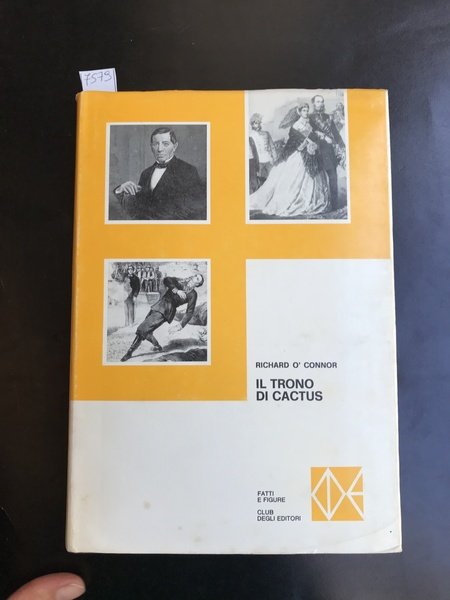 7579
RICHARD O' CONNOR
IL TRONO
DI CACTUS
FATTI
E FIGURE
CLUB
DEGLI EDITORI